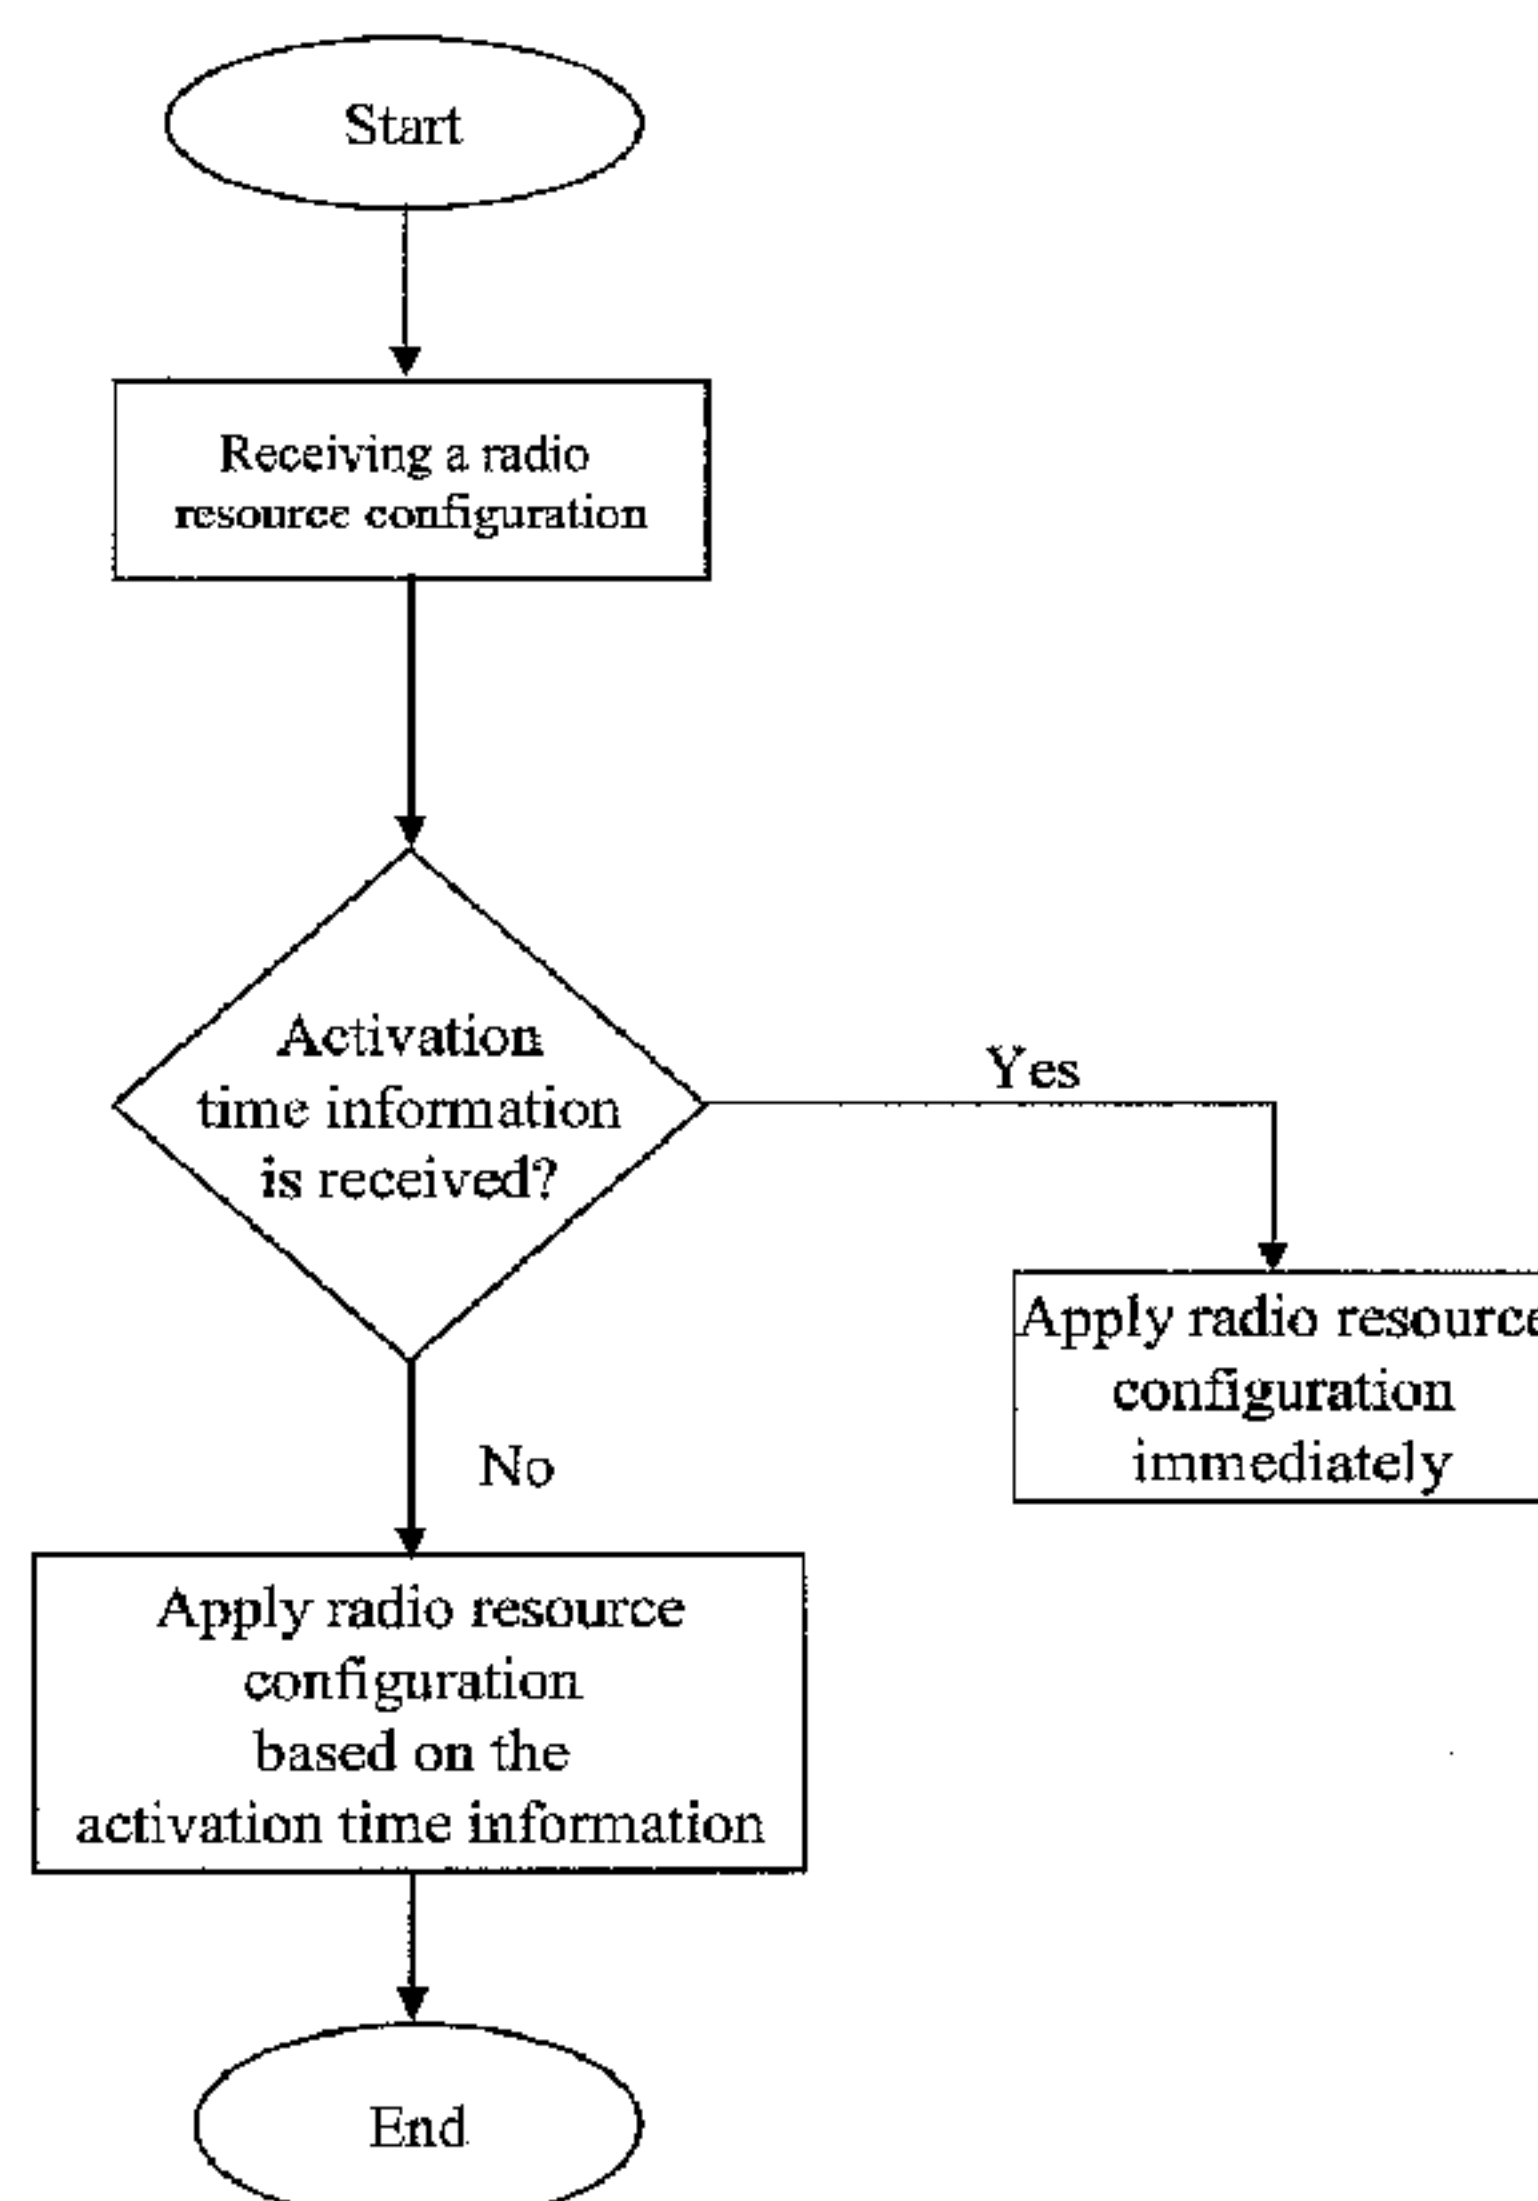 Start
Receiving a radio
resource configuration
Activation
time information
is received?
Yes
Apply radio resource
configuration
immediately
No
Apply radio resource
configuration
based on the
activation time information
End